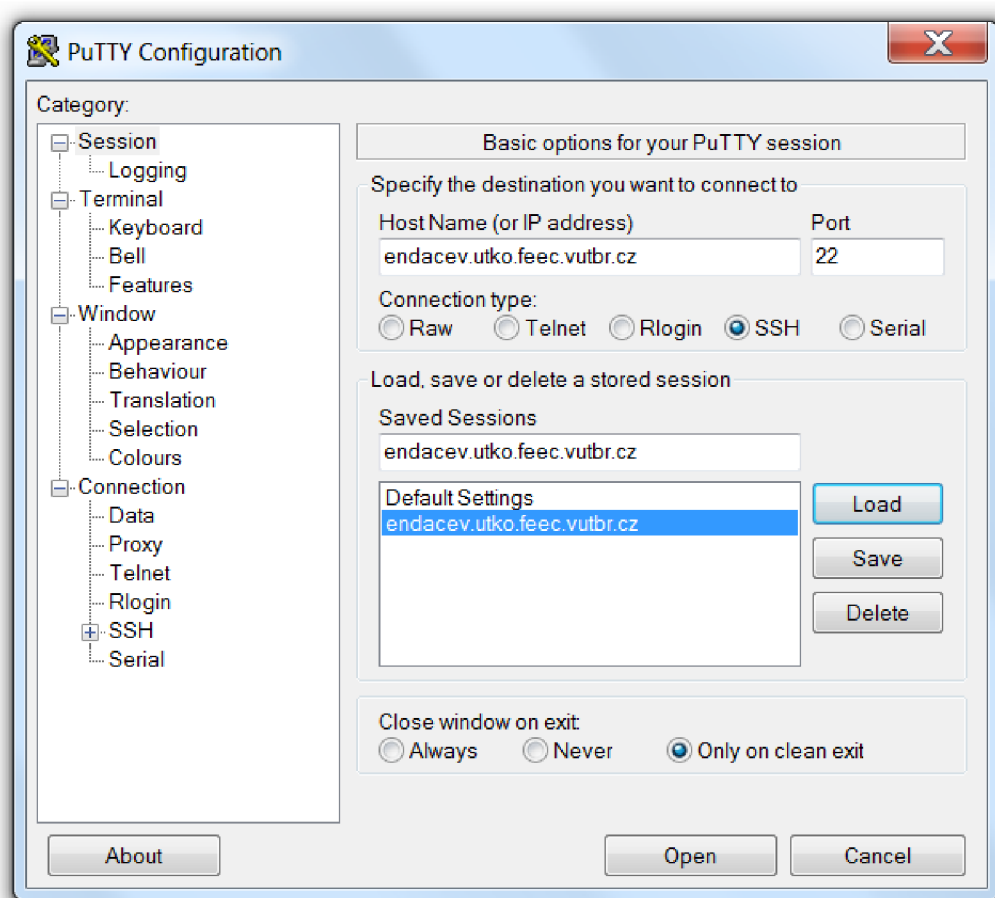 PuTTY Configuration
Category:
Session
Logging
Terminal
Keyboard
Bell
Features
Window
Appearance
Behaviour
Translation
Selection
Colours
Connection
Data
Proxy
Telnet
Rlogin
SSH
Serial
Basic options for your PuTTY session
Specify the destination you want to connect to
Host Name (or IP address) Port
endacev.utko.feec.vutbr.cz 22
Connection type:
Raw Telnet Rlogin SSH Serial
Load, save or delete a stored session
Saved Sessions
endacev.utko.feec.vutbr.cz
Default Settings
endacev.utko.feec.vutbr.cz
Load
Save
Delete
Close window on exit:
Always Never Only on clean exit
About Open Cancel